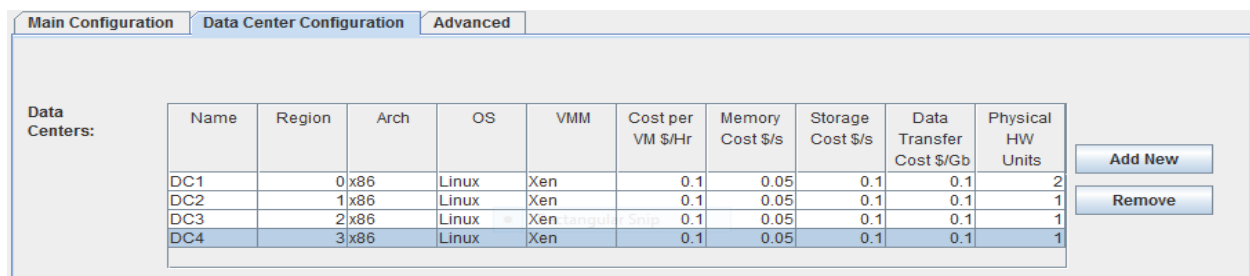 Main Configuration Data Center Configuration Advanced
Data Centers:
Name Region Arch OS VMM Cost per VM $/Hr Memory Cost $/s Storage Cost $/s Data Transfer Cost $/Gb Physical HW Units
DC1 0 x86 Linux Xen 0.1 0.05 0.1 0.1 2
DC2 1 x86 Linux Xen 0.1 0.05 0.1 0.1 1
DC3 2 x86 Linux Xen 0.1 0.05 0.1 0.1 1
DC4 3 x86 Linux Xen 0.1 0.05 0.1 0.1 1
Add New
Remove
Rectangular Snip